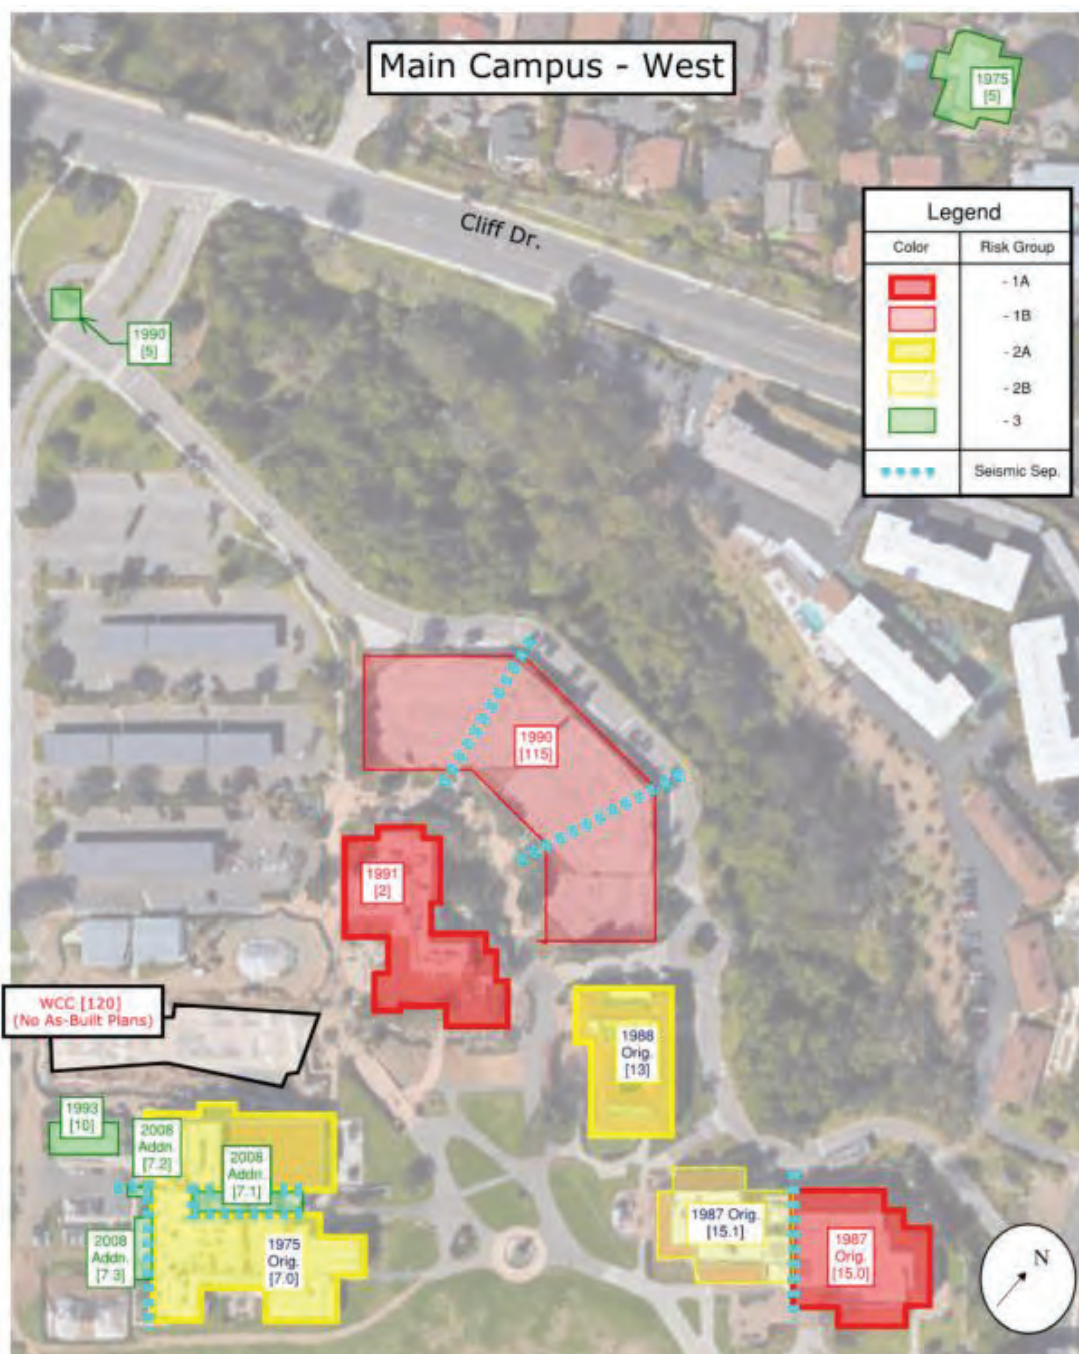 Main Campus - West
1975
[5]
Cliff Dr.
Legend
Color
Risk Group
- 1A
- 1B
- 2A
- 2B
- 3
Seismic Sep.
1990
[5]
1990
[115]
1991
[2]
WCC [120]
(No As-Built Plans)
1988
Orig.
[13]
1993
[10]
2008
Addn.
[7.2]
2008
Addn.
[7.1]
2008
Addn.
[7.3]
1975
Orig.
[7.0]
1987 Orig.
[15.1]
1987
Orig.
[15.0]
N